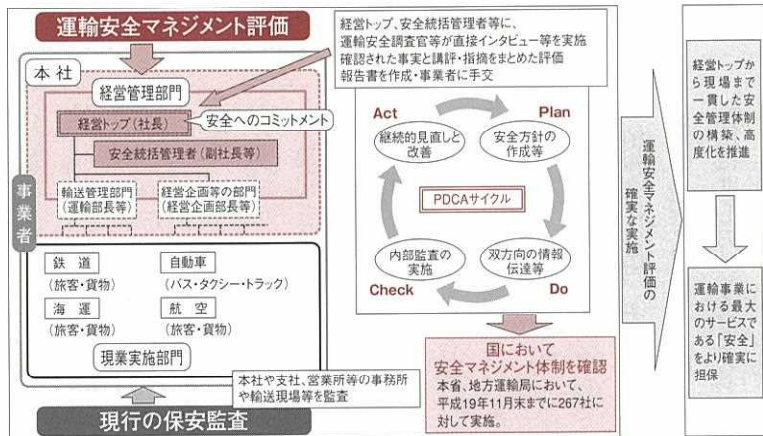 運輸安全マネジメント評価
本社
経営管理部門
経営トップ(社長)
安全へのコミットメント
安全統括管理者(副社長等)
輸送管理部門
(運輸部長等)
経営企画等の部門
(経営企画部長等)
事業者
鉄道
(旅客・貨物)
自動車
(バス・タクシー・トラック)
海運
(旅客・貨物)
航空
(旅客・貨物)
現業実施部門
本社や支社、営業所等の事務所
や輸送現場等を監査
現行の保安監査
経営トップ、安全統括管理者等に、
運輸安全調査官等が直接インタビュー等を実施
確認された事実と講評・指摘をまとめた評価
報告書を作成・事業者に手交
Act
Plan
継続的見直しと
改善
安全方針の
作成等
PDCAサイクル
内部監査の
実施
双方向の情報
伝達等
Check
Do
国において
安全マネジメント体制を確認
本省、地方運輸局において、
平成19年11月末までに267社に
対して実施。
運輸安全マネジメント評価の
確実な実施
経営トップか
ら現場まで
一貫した安
全管理体制
の構築、高
度化を推進
運輸事業に
おける最大
のサービスで
ある「安全」
をより確実に
担保